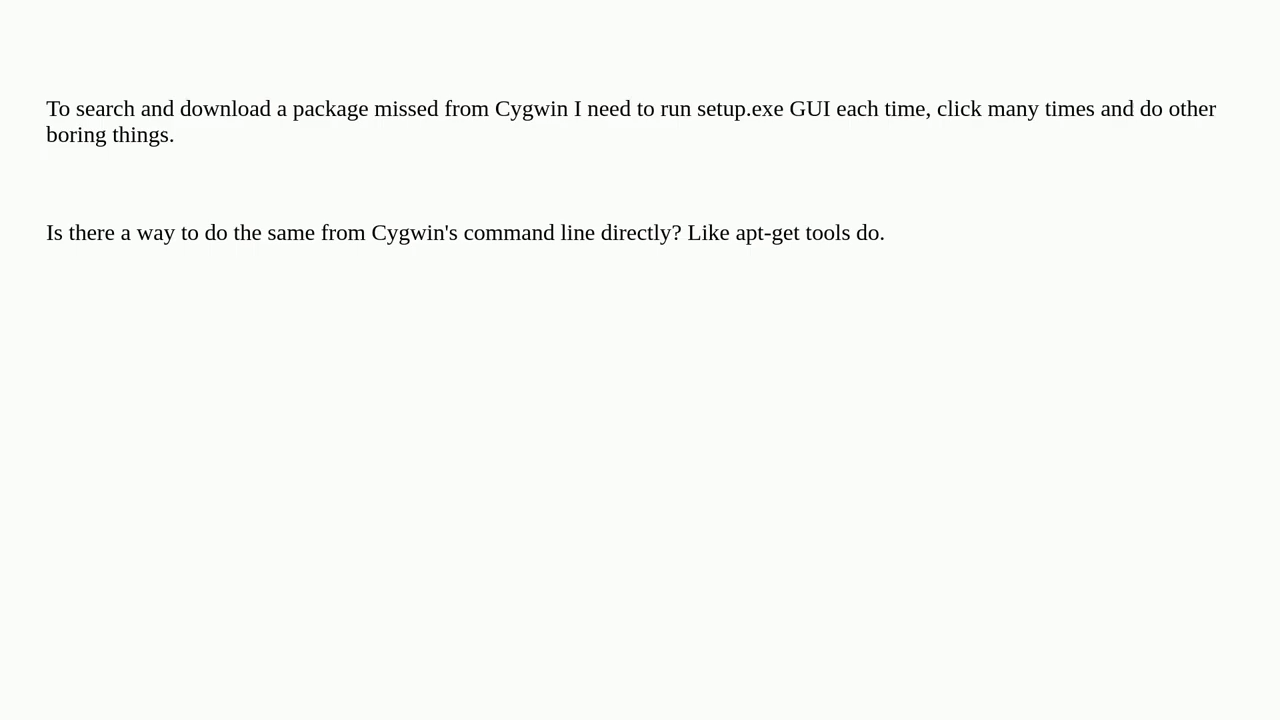 To search and download a package missed from Cygwin I need to run setup.exe GUI each time, click many times and do other
boring things.
Is there a way to do the same from Cygwin's command line directly? Like apt-get tools do.